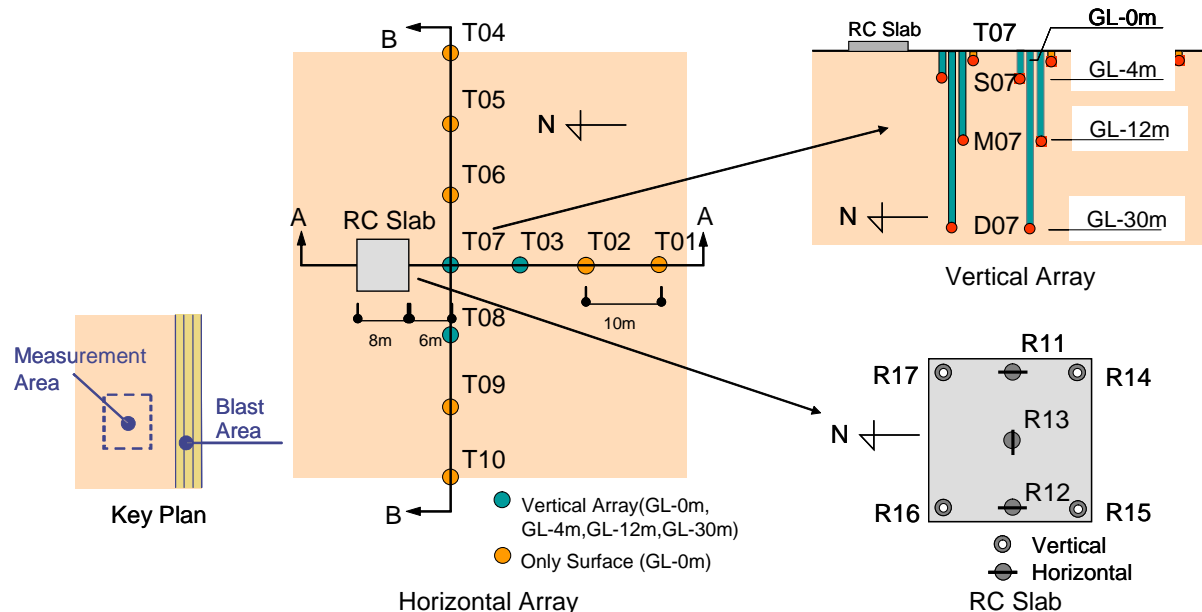 B
T04
T05
N
T06
A
RC Slab
T07
T03
T02
T01
A
8m
6m
10m
T08
T09
T10
B
Vertical Array(GL-0m,
GL-4m,GL-12m,GL-30m)
Only Surface (GL-0m)
Horizontal Array
Measurement
Area
Blast
Area
Key Plan
RC Slab
T07
GL-0m
S07
GL-4m
M07
GL-12m
N
D07
GL-30m
Vertical Array
R11
R17
R14
N
R13
R12
R16
R15
Vertical
Horizontal
RC Slab